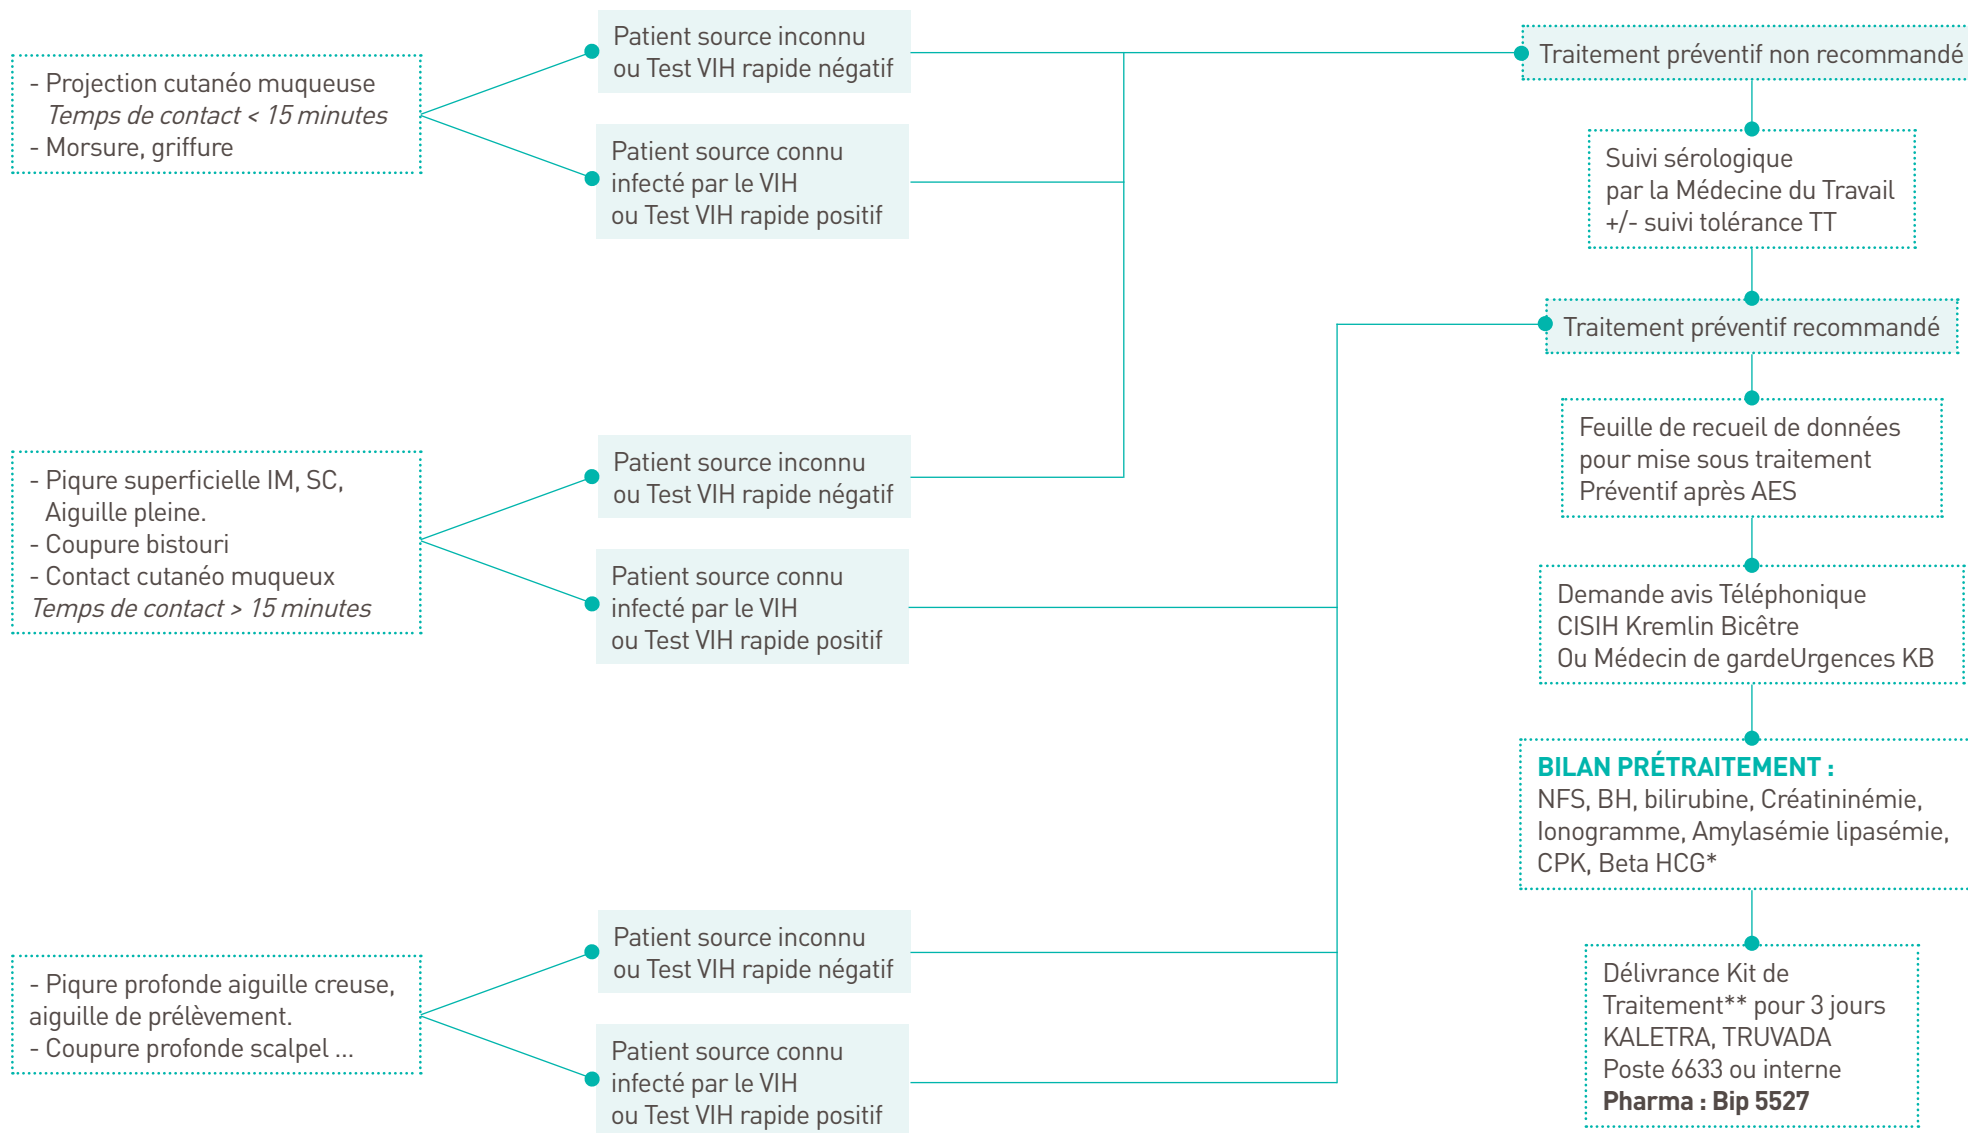 - Projection cutanéo muqueuse
Temps de contact < 15 minutes
- Morsure, griffure
Patient source inconnu
ou Test VIH rapide négatif
Patient source connu
infecté par le VIH
ou Test VIH rapide positif
- Piqure superficielle IM, SC,
Aiguille pleine.
- Coupure bistouri
- Contact cutanéo muqueux
Temps de contact > 15 minutes
Patient source inconnu
ou Test VIH rapide négatif
Patient source connu
infecté par le VIH
ou Test VIH rapide positif
- Piqure profonde aiguille creuse,
aiguille de prélèvement.
- Coupure profonde scalpel ...
Patient source inconnu
ou Test VIH rapide négatif
Patient source connu
infecté par le VIH
ou Test VIH rapide positif
Traitement préventif non recommandé
Suivi sérologique
par la Médecine du Travail
+/- suivi tolérance TT
Traitement préventif recommandé
Feuille de recueil de données
pour mise sous traitement
Préventif après AES
Demande avis Téléphonique
CISIH Kremlin Bicêtre
Ou Médecin de gardeUrgences KB
BILAN PRÉTRAITEMENT :
NFS, BH, bilirubine, Créatininémie,
Ionogramme, Amylasémie lipasémie,
CPK, Beta HCG*
Délivrance Kit de
Traitement** pour 3 jours
KALETRA, TRUVADA
Poste 6633 ou interne
Pharma : Bip 5527